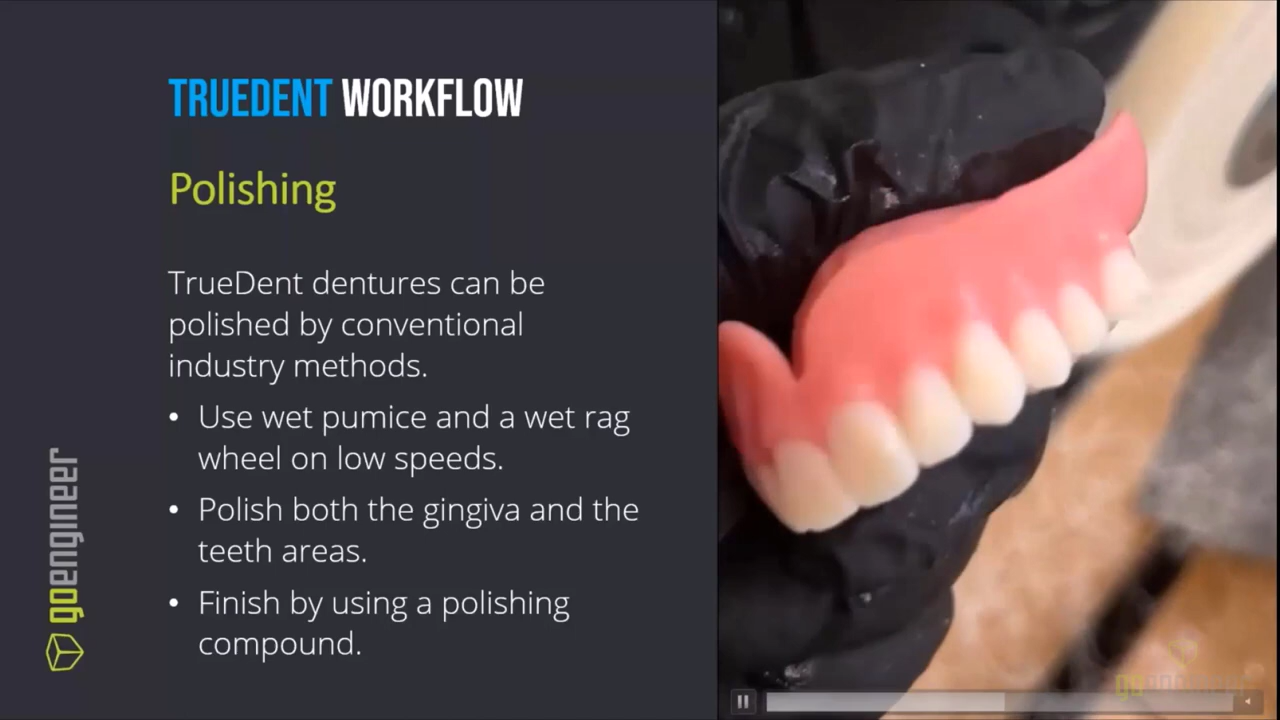 TRUEDENT WORKFLOW
Polishing
TrueDent dentures can be
polished by conventional
industry methods.
• Use wet pumice and a wet rag
wheel on low speeds.
• Polish both the gingiva and the
teeth areas.
• Finish by using a polishing
compound.
goengineer
goengineer